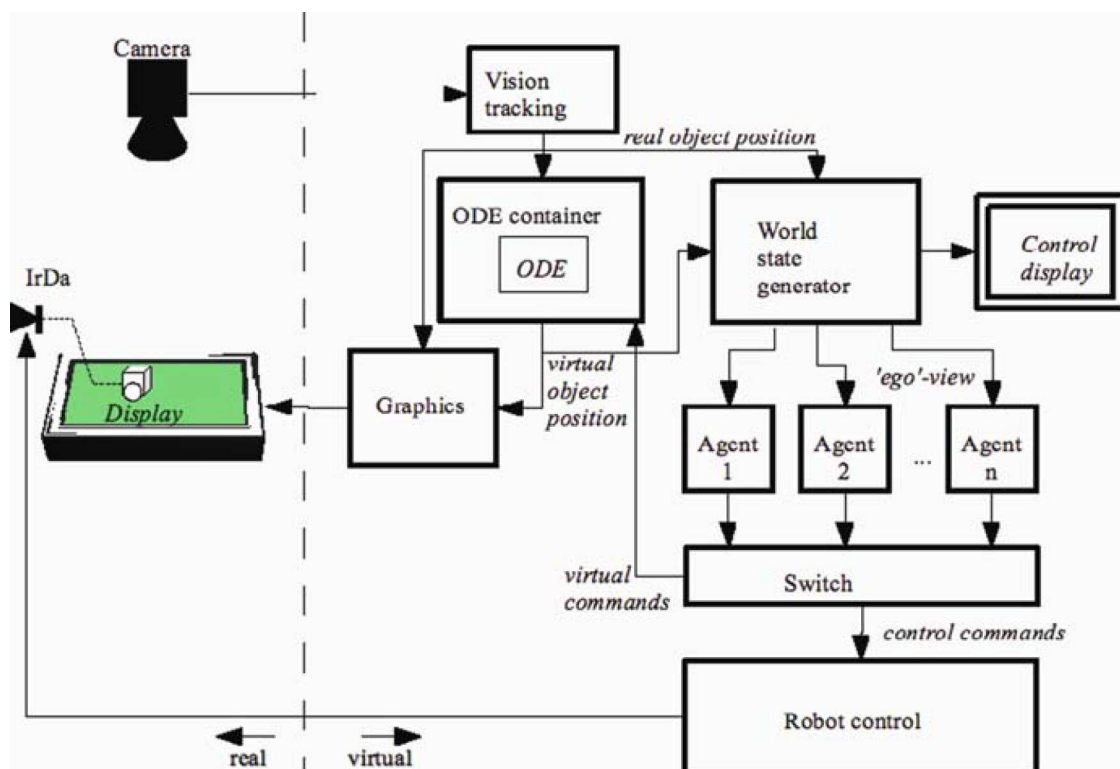 Camera
Vision
tracking
real object position
ODE container
ODE
World
state
generator
Control
display
IrDa
Display
Graphics
virtual
object
position
'ego'-view
Agent
1
Agent
2
...
Agent
n
virtual
commands
Switch
control commands
Robot control
real
virtual